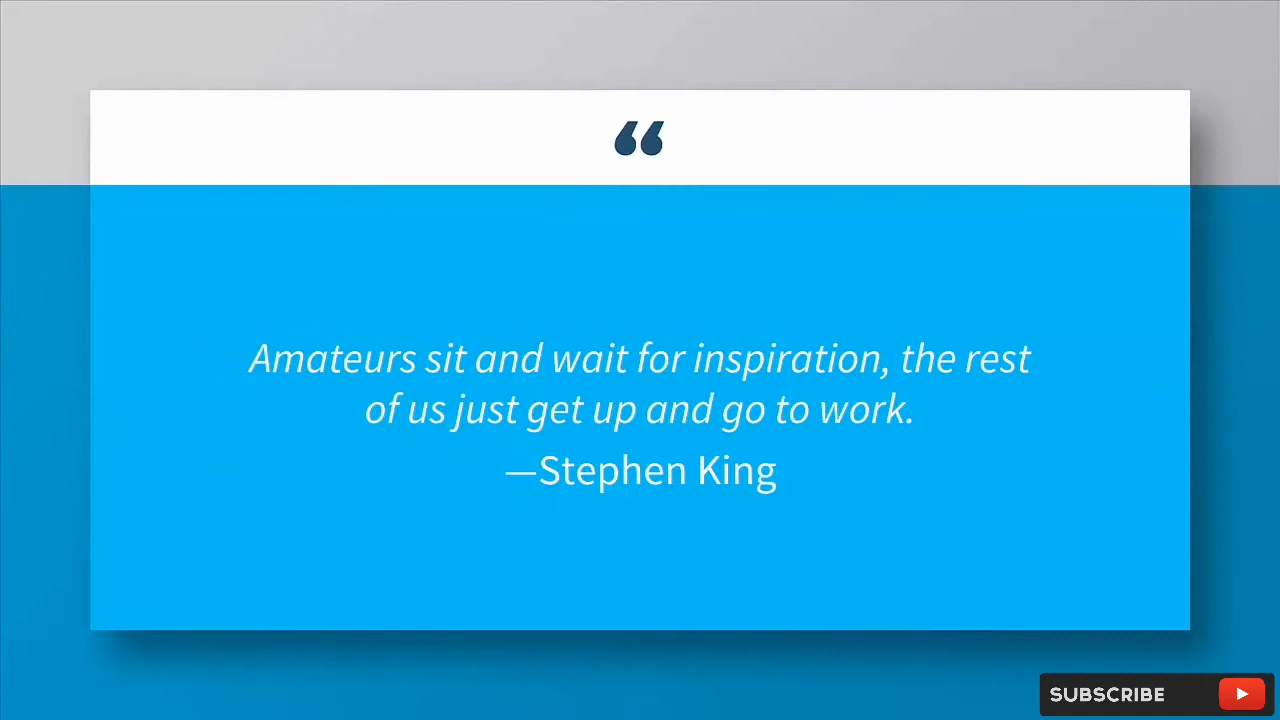 “
Amateurs sit and wait for inspiration, the rest
of us just get up and go to work.
—Stephen King
SUBSCRIBE